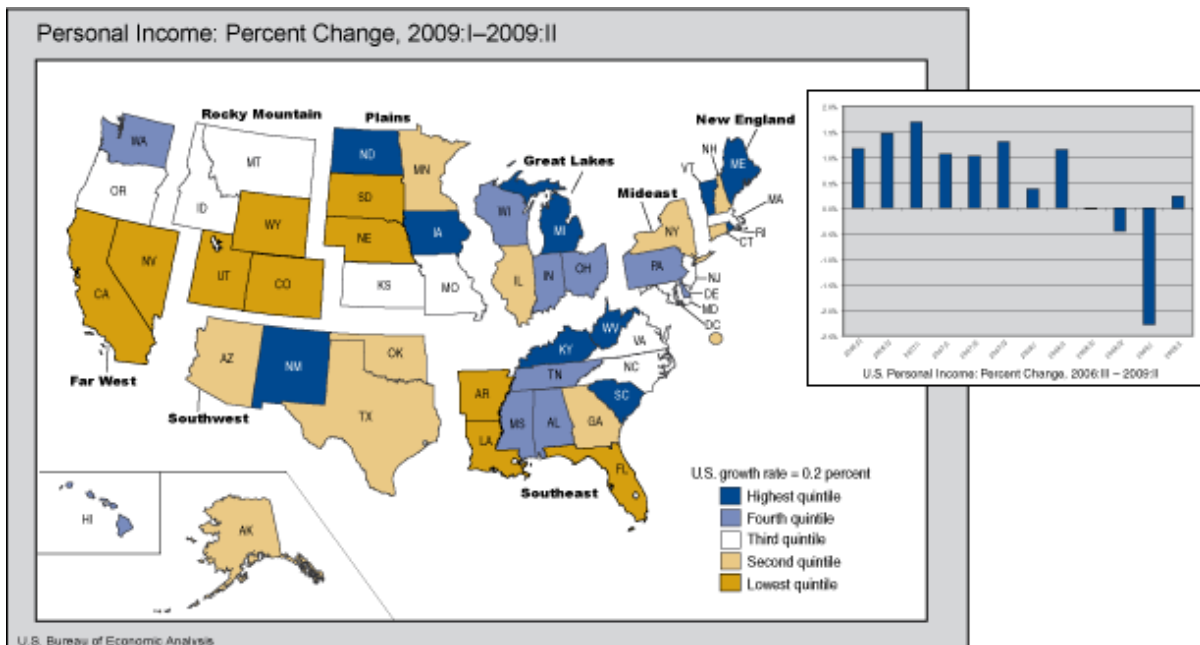 Personal Income: Percent Change, 2009:I–2009:II
Rocky Mountain
Plains
New England
Great Lakes
Mideast
Far West
Southwest
Southeast
WA
OR
MT
ID
WY
NV
CA
UT
CO
ND
SD
NE
KS
MN
IA
MO
WI
MI
IL
IN
OH
AZ
NM
OK
TX
AR
LA
MS
AL
TN
KY
WV
VA
NC
SC
GA
FL
PA
NY
VT
NH
ME
MA
RI
CT
NJ
DE
MD
DC
HI
AK
U.S. growth rate = 0.2 percent
Highest quintile
Fourth quintile
Third quintile
Second quintile
Lowest quintile
U.S. Bureau of Economic Analysis
U.S. Personal Income: Percent Change, 2006:III – 2009:II